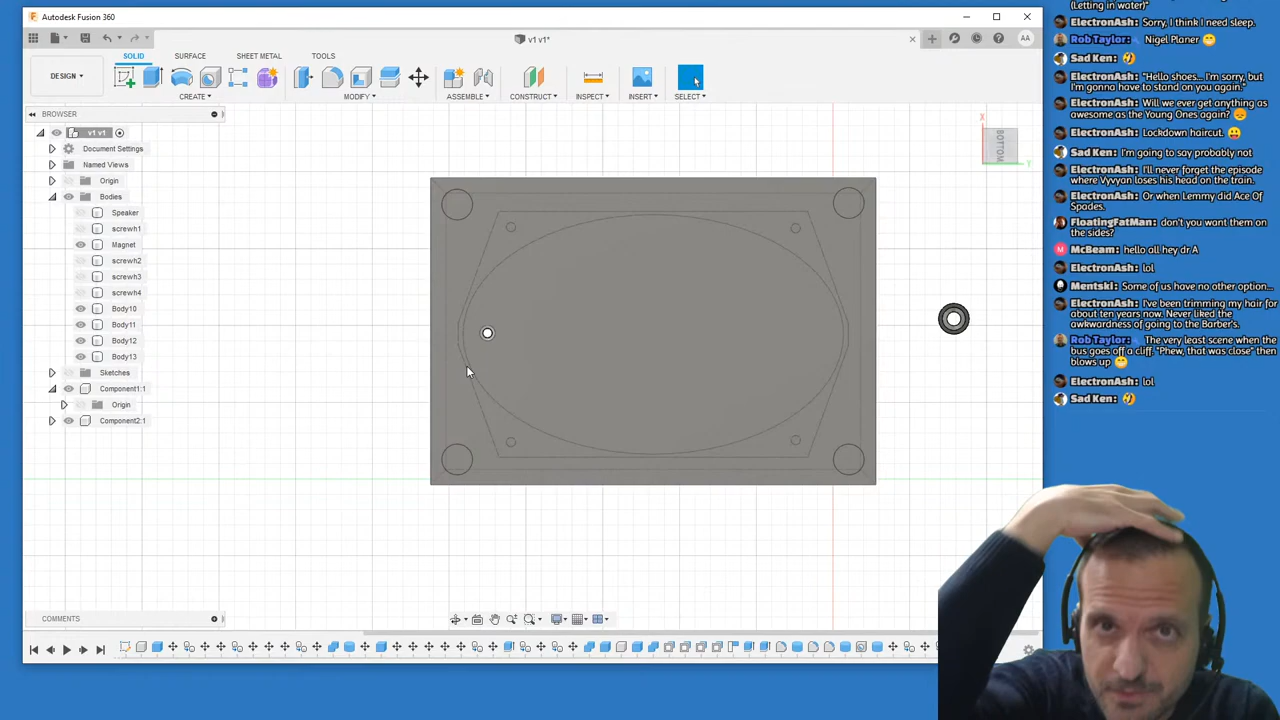 Autodesk Fusion 360
v1 v1*
AA
DESIGN
SOLID
SURFACE
SHEET METAL
TOOLS
CREATE
MODIFY
ASSEMBLE
CONSTRUCT
INSPECT
INSERT
SELECT
BROWSER
v1 v1
Document Settings
Named Views
Origin
Bodies
Speaker
screwh1
Magnet
screwh2
screwh3
screwh4
Body10
Body11
Body12
Body13
Sketches
Component1:1
Origin
Component2:1
X
BOTTOM
Y
COMMENTS
(Letting in water)"
ElectronAsh: Sorry, I think I need sleep.
Rob Taylor: Nigel Planer 😁
Sad Ken: 🤣
ElectronAsh: "Hello shoes... I'm sorry, but
I'm gonna have to stand on you again."
ElectronAsh: Will we ever get anything as
awesome as the Young Ones again? 😞
ElectronAsh: Lockdown haircut. 😛
Sad Ken: I'm going to say probably not
ElectronAsh: I'll never forget the episode
where Vyvyan loses his head on the train.
ElectronAsh: Or when Lemmy did Ace Of
Spades.
FloatingFatMan: don't you want them on
the sides?
McBeam: hello all hey dr A
ElectronAsh: lol
Mentski: Some of us have no other option...
ElectronAsh: I've been trimming my hair for
about ten years now. Never liked the
awkwardness of going to the Barber's.
Rob Taylor: The very least scene when the
bus goes off a cliff. "Phew, that was close" then
blows up 😁
ElectronAsh: lol
Sad Ken: 🤣